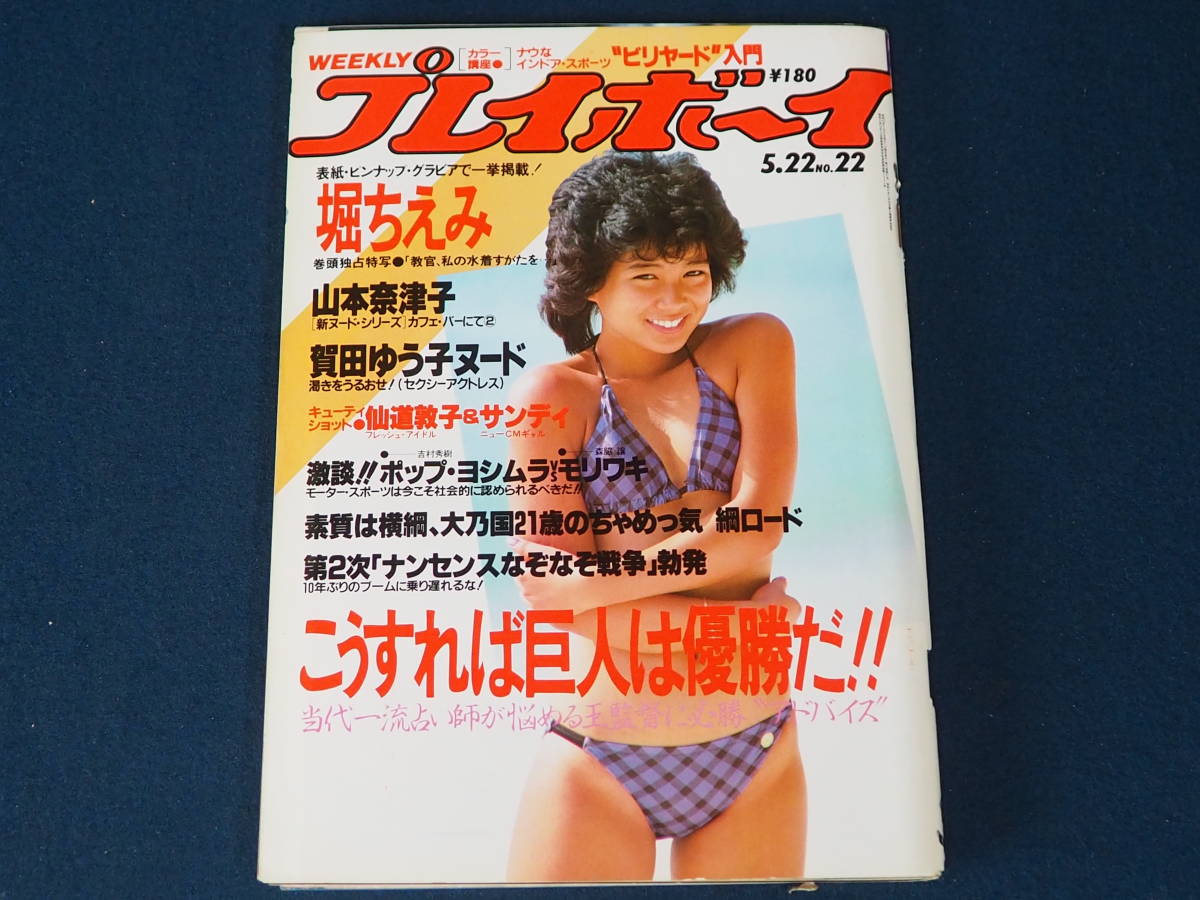 WEEKLY
[カラー講座●]
ナウなインドア・スポーツ
“ビリヤード”入門
プレイボーイ
¥180
5.22 NO.22
表紙・ピンナップ・グラビアで一挙掲載!
堀ちえみ
巻頭独占特写●「教官、私の水着すがたを
山本奈津子
[新ヌード・シリーズ]カフェ・バーにて②
賀田ゆう子ヌード
渇きをうるおせ!(セクシーアクトレス)
キューティショット●仙道敦子&サンディ
フレッシュ・アイドル ニューCMギャル
●吉村秀樹 ●森脇 護
激談!!ポップ・ヨシムラVSモリワキ
モーター・スポーツは今こそ社会的に認められるべきだ!!
素質は横綱、大乃国21歳のちゃめっ気 綱ロード
第2次「ナンセンスなぞなぞ戦争」勃発
10年ぶりのブームに乗り遅れるな!
こうすれば巨人は優勝だ!!
当代一流占い師が悩める王監督に必勝“アドバイス”